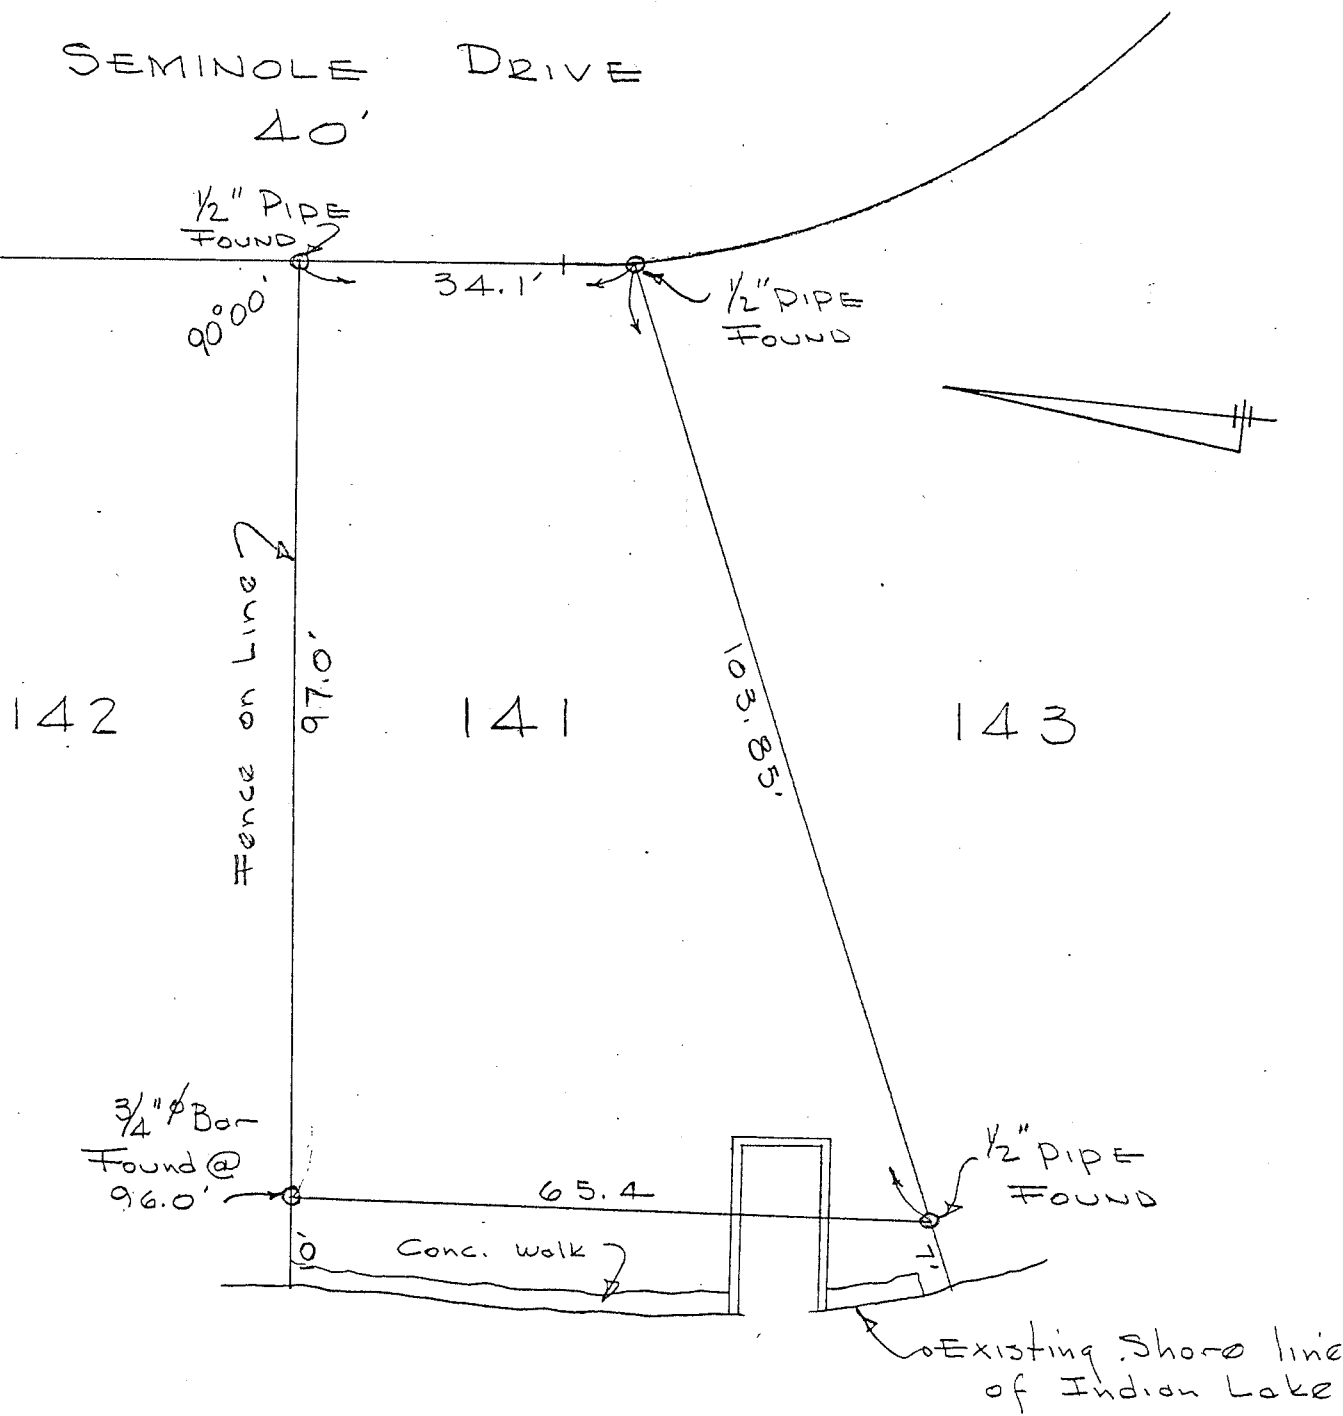 SEMINOLE DRIVE
40'
1/2" PIPE
FOUND
34.1'
90°00'
1/2" PIPE
FOUND
Fence on Line
97.0'
142
141
103.85'
143
3/4"ø Bar
Found @
96.0'
65.4
1/2" PIPE
FOUND
Conc. walk
7'
Existing Shore line
of Indian Lake